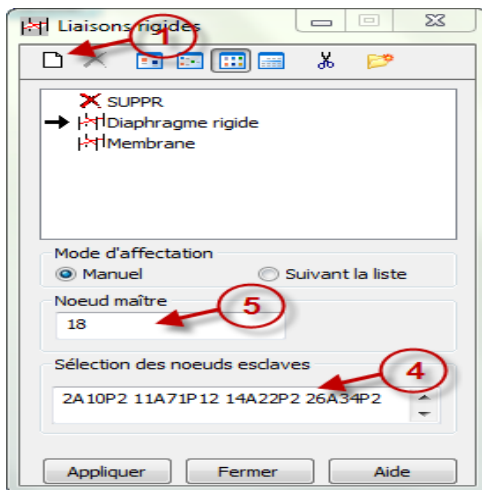 Liaisons rigides
1
SUPPR
Diaphragme rigide
Membrane
Mode d'affectation
Manuel
Suivant la liste
Noeud maître
18
5
Sélection des noeuds esclaves
4
2A10P2 11A71P12 14A22P2 26A34P2
Appliquer
Fermer
Aide